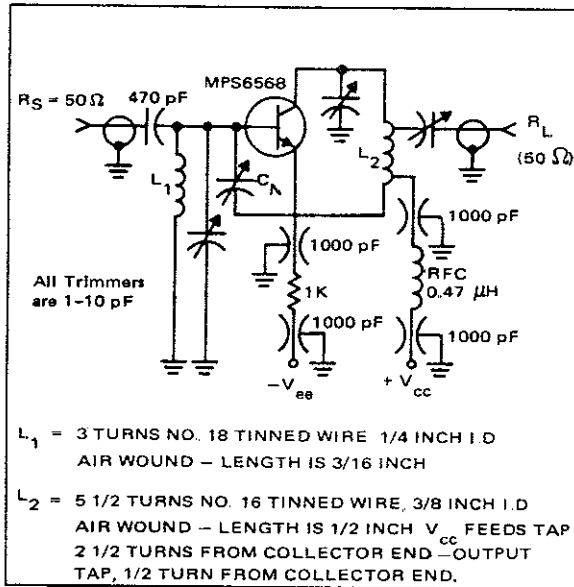 MPS6568
RS = 50Ω
470 pF
RL
(50 Ω)
L1
CN
L2
1000 pF
1000 pF
RFC
0.47 μH
All Trimmers
are 1-10 pF
1K
1000 pF
1000 pF
-Vee
+Vcc
L1 = 3 TURNS NO. 18 TINNED WIRE 1/4 INCH I.D
AIR WOUND – LENGTH IS 3/16 INCH
L2 = 5 1/2 TURNS NO. 16 TINNED WIRE, 3/8 INCH I.D
AIR WOUND – LENGTH IS 1/2 INCH Vcc FEEDS TAP
2 1/2 TURNS FROM COLLECTOR END – OUTPUT
TAP, 1/2 TURN FROM COLLECTOR END.